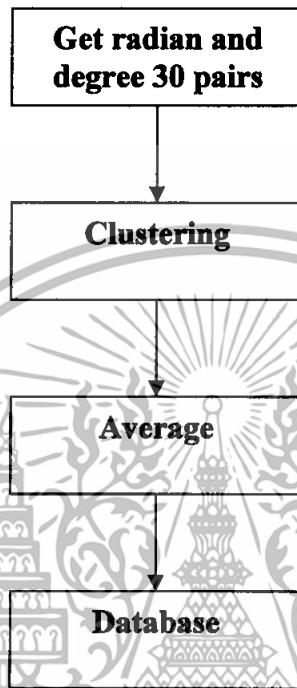 Get radian and
degree 30 pairs
Clustering
Average
Database